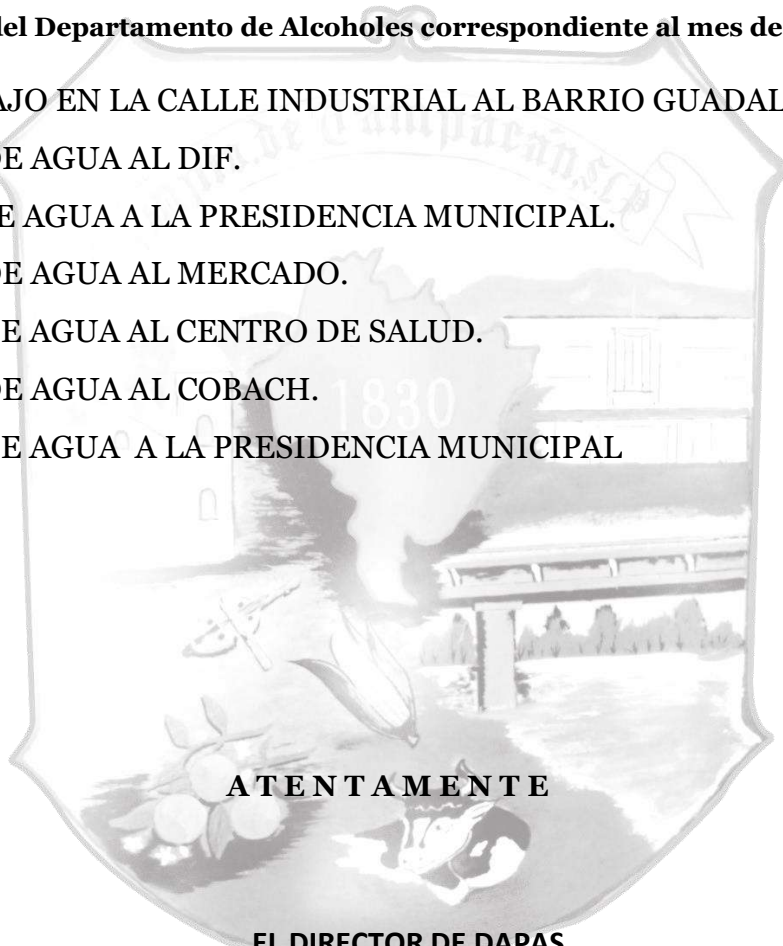 del Departamento de Alcoholes correspondiente al mes de
AJO EN LA CALLE INDUSTRIAL AL BARRIO GUADAL
DE AGUA AL DIF.
E AGUA A LA PRESIDENCIA MUNICIPAL.
DE AGUA AL MERCADO.
E AGUA AL CENTRO DE SALUD.
DE AGUA AL COBACH.
E AGUA A LA PRESIDENCIA MUNICIPAL
de Tampacán, S.L.P.
1830
A T E N T A M E N T E
EL DIRECTOR DE DAPAS